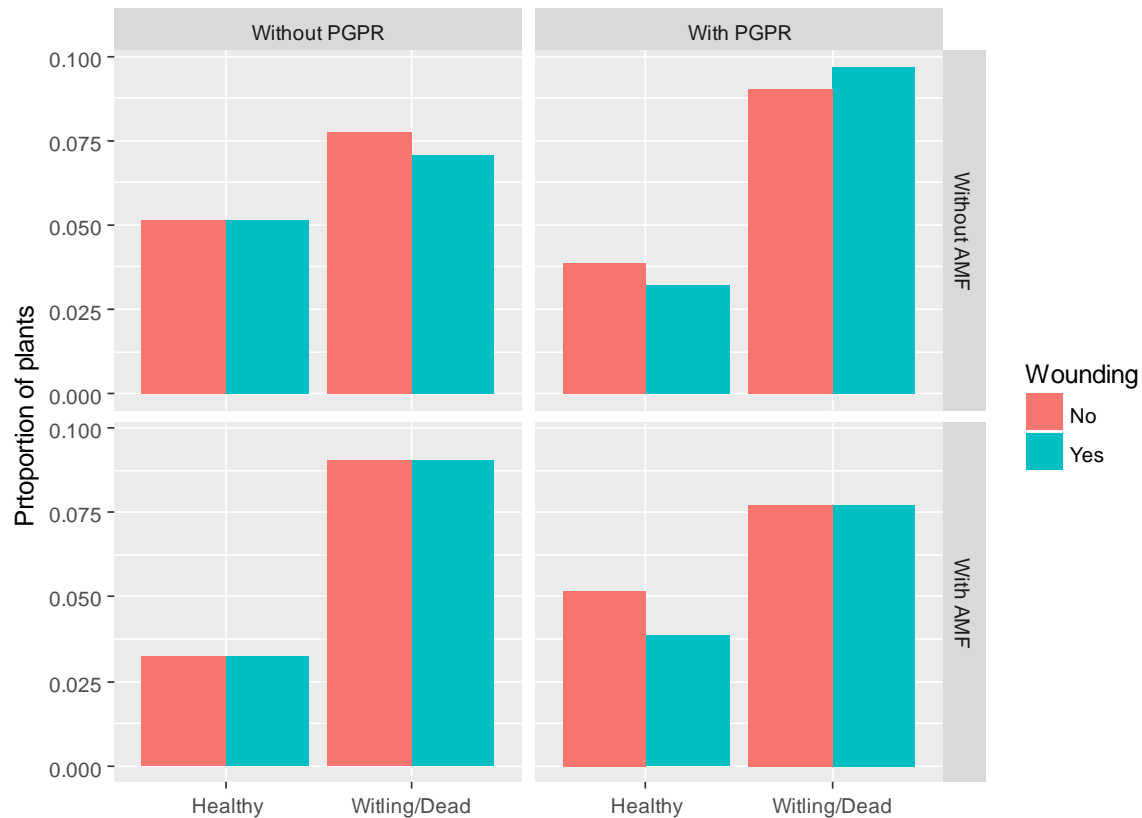 Without PGPR
With PGPR
0.100
0.075
0.050
0.025
0.000
Without AMF
0.100
0.075
0.050
0.025
0.000
With AMF
Prtoportion of plants
Healthy
Witling/Dead
Healthy
Witling/Dead
Wounding
No
Yes